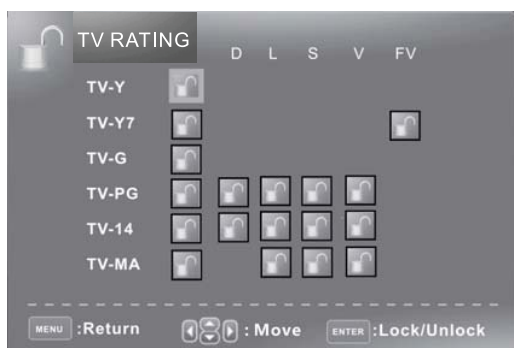 TV RATING
D L S V FV
TV-Y
TV-Y7
TV-G
TV-PG
TV-14
TV-MA
MENU :Return : Move ENTER :Lock/Unlock